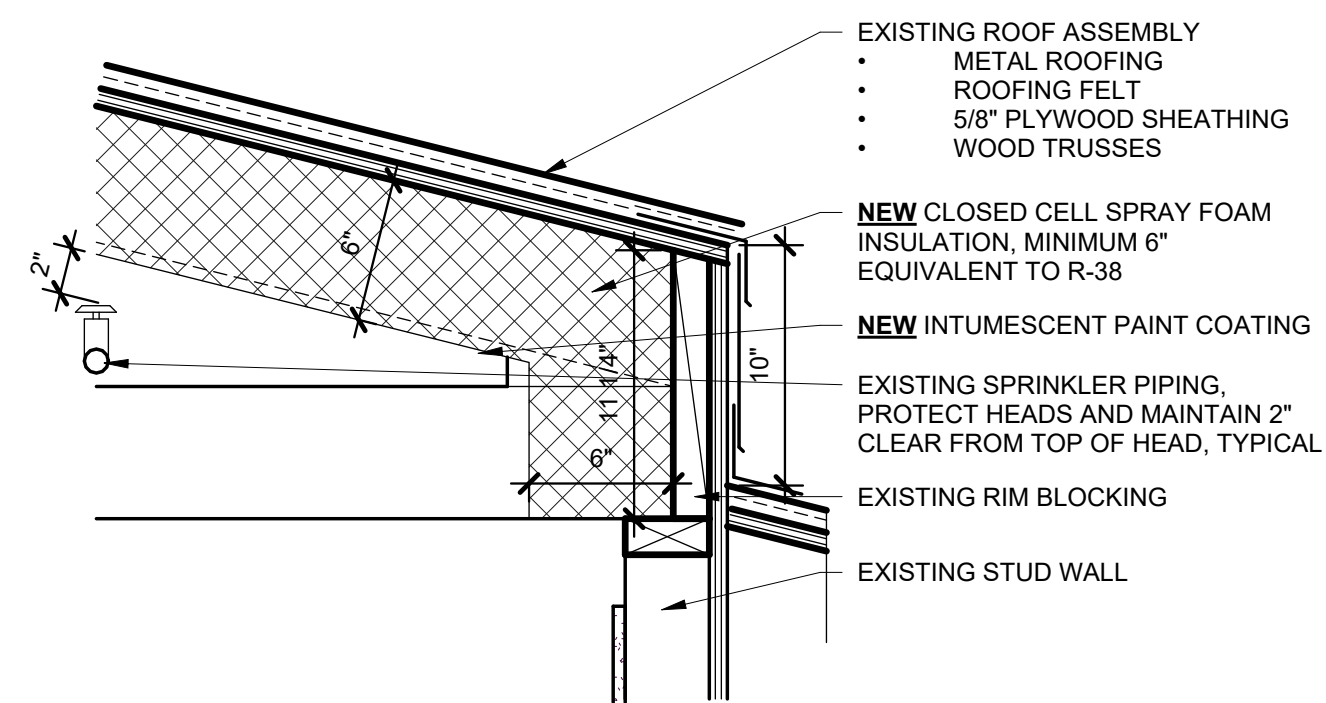 EXISTING ROOF ASSEMBLY
• METAL ROOFING
• ROOFING FELT
• 5/8" PLYWOOD SHEATHING
• WOOD TRUSSES
NEW CLOSED CELL SPRAY FOAM
INSULATION, MINIMUM 6"
EQUIVALENT TO R-38
NEW INTUMESCENT PAINT COATING
EXISTING SPRINKLER PIPING,
PROTECT HEADS AND MAINTAIN 2"
CLEAR FROM TOP OF HEAD, TYPICAL
EXISTING RIM BLOCKING
EXISTING STUD WALL
2"
6"
11 1/4"
6"
10"